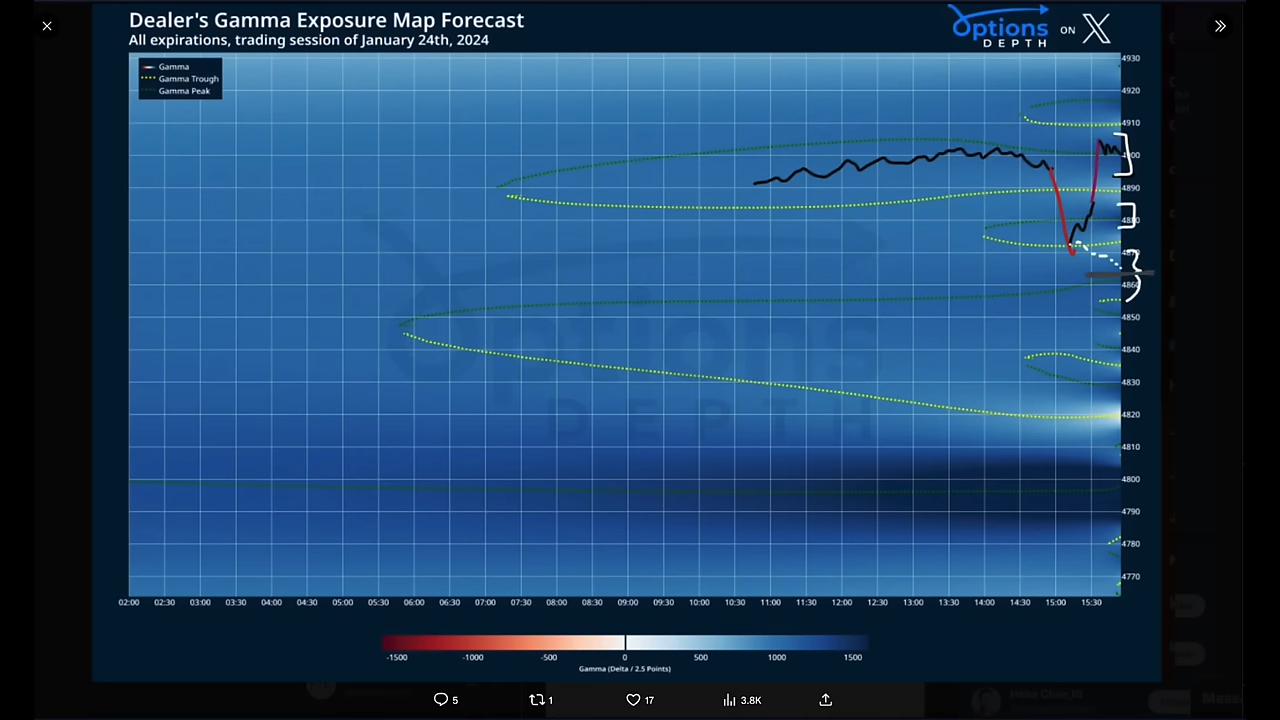 Dealer's Gamma Exposure Map Forecast
All expirations, trading session of January 24th, 2024
Options
DEPTH
ON X
Gamma
Gamma Trough
Gamma Peak
4930
4920
4910
4900
4890
4880
4870
4860
4850
4840
4830
4820
4810
4800
4790
4780
4770
Options
DEPTH
02:00 02:30 03:00 03:30 04:00 04:30 05:00 05:30 06:00 06:30 07:00 07:30 08:00 08:30 09:00 09:30 10:00 10:30 11:00 11:30 12:00 12:30 13:00 13:30 14:00 14:30 15:00 15:30
-1500 -1000 -500 0 500 1000 1500
Gamma (Delta / 2.5 Points)
5 1 17 3.8K